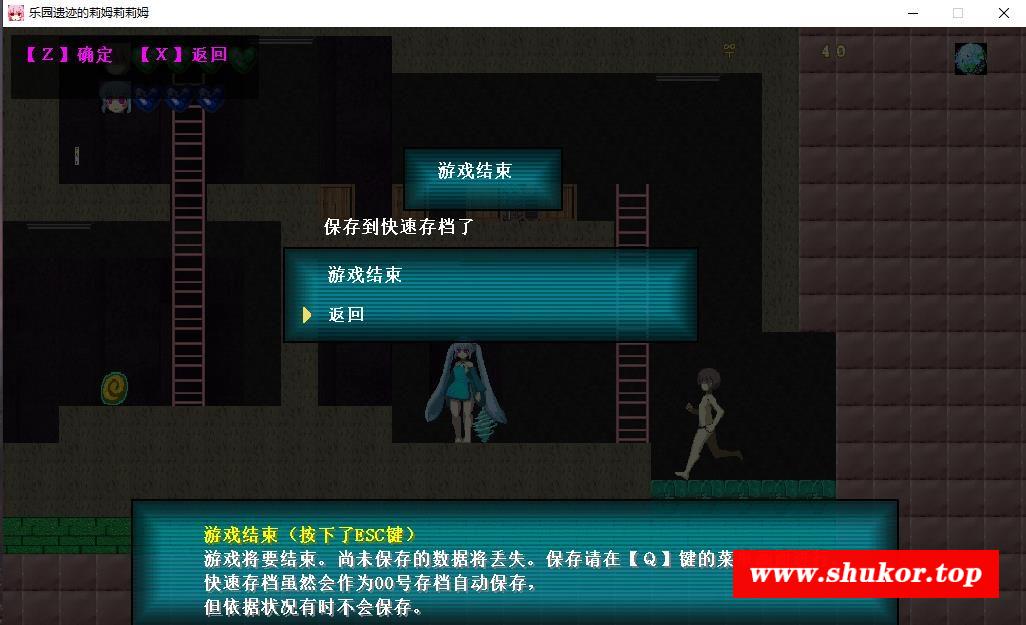 乐园遗迹的莉姆莉莉姆
【Z】确定 【X】返回
40
游戏结束
保存到快速存档了
游戏结束
返回
游戏结束（按下了ESC键）
游戏将要结束。尚未保存的数据将丢失。保存请在【Q】键的菜
快速存档虽然会作为00号存档自动保存，
但依据状况有时不会保存。
www.shukor.top